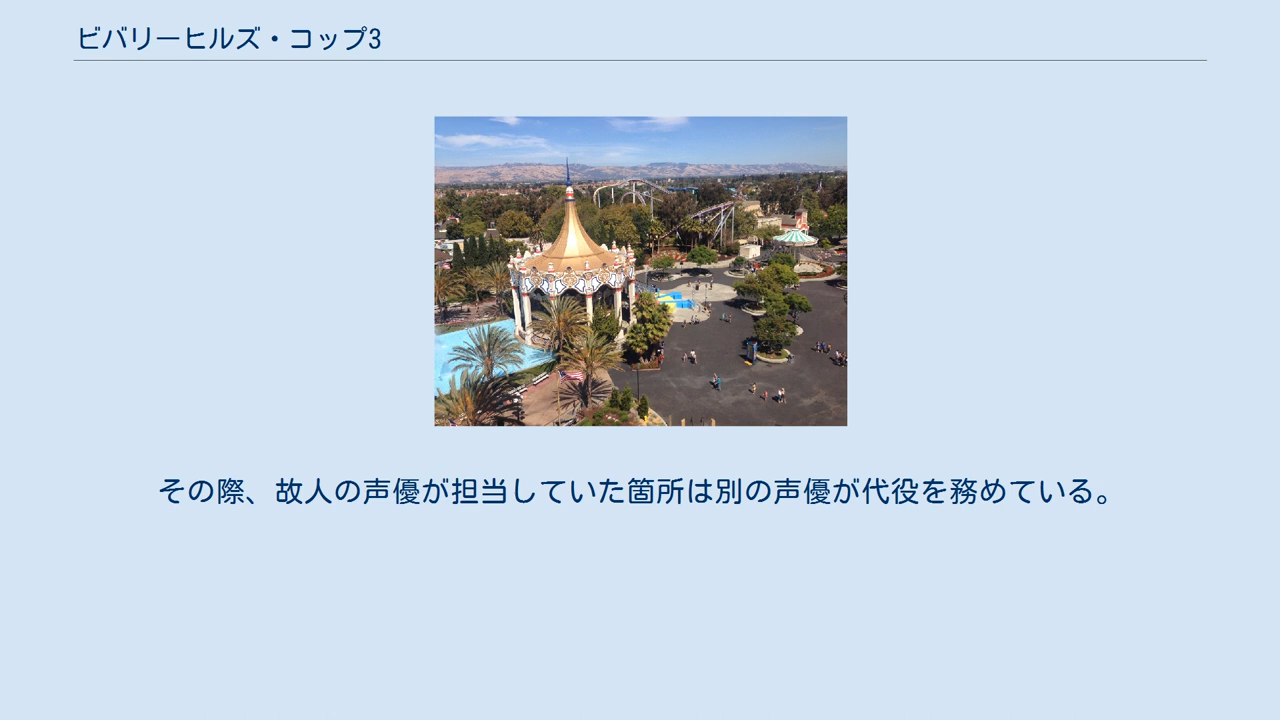 ビバリーヒルズ・コップ3
その際、故人の声優が担当していた箇所は別の声優が代役を務めている。